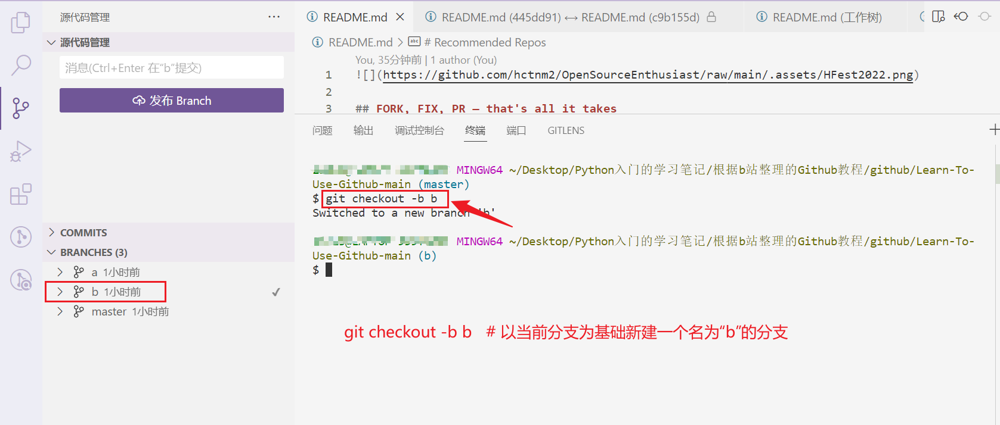 源代码管理 ···
源代码管理
消息(Ctrl+Enter 在“b”提交)
发布 Branch
COMMITS
BRANCHES (3)
a 1小时前
b 1小时前
master 1小时前
README.md
README.md (445dd91) ↔ README.md (c9b155d)
README.md (工作树)
README.md > # Recommended Repos
You, 35分钟前 | 1 author (You)
1 ![](https://github.com/hctnm2/OpenSourceEnthusiast/raw/main/.assets/HFest2022.png)
2
3 ## FORK, FIX, PR — that's all it takes
问题 输出 调试控制台 终端 端口 GITLENS
MINGW64 ~/Desktop/Python入门的学习笔记/根据b站整理的Github教程/github/Learn-To-
Use-Github-main (master)
$ git checkout -b b
Switched to a new branch 'b'
MINGW64 ~/Desktop/Python入门的学习笔记/根据b站整理的Github教程/github/Learn-To-
Use-Github-main (b)
$
git checkout -b b # 以当前分支为基础新建一个名为“b”的分支